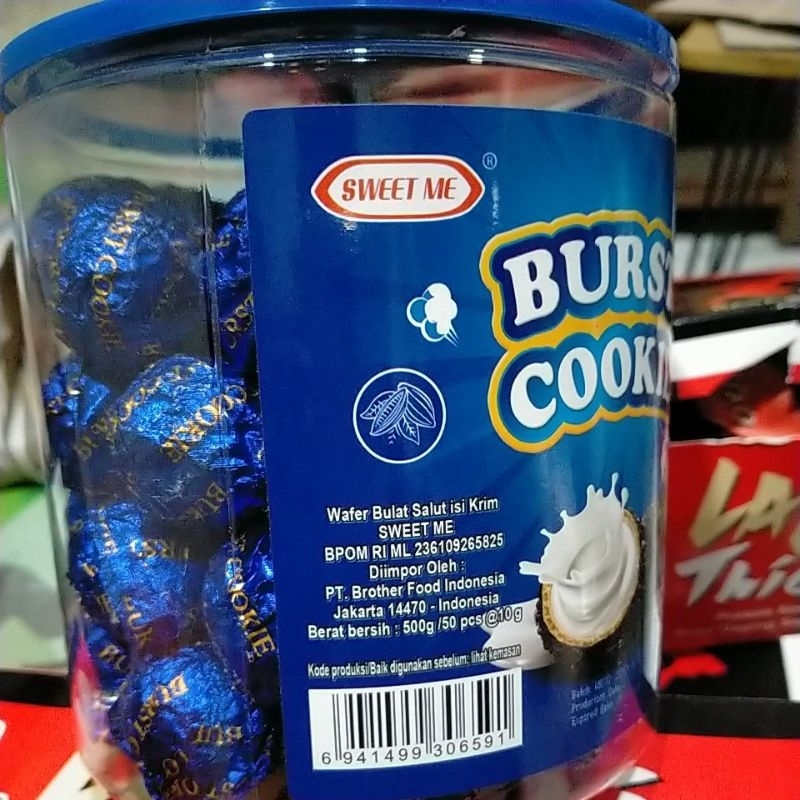 SWEET ME
®
BURST
COOKI
Wafer Bulat Salut isi Krim
SWEET ME
BPOM RI ML 236109265825
Diimpor Oleh :
PT. Brother Food Indonesia
Jakarta 14470 - Indonesia
Berat bersih : 500g /50 pcs @10 g
Kode produksi/Baik digunakan sebelum: lihat kemasan
6 941499 306591
COOKIE